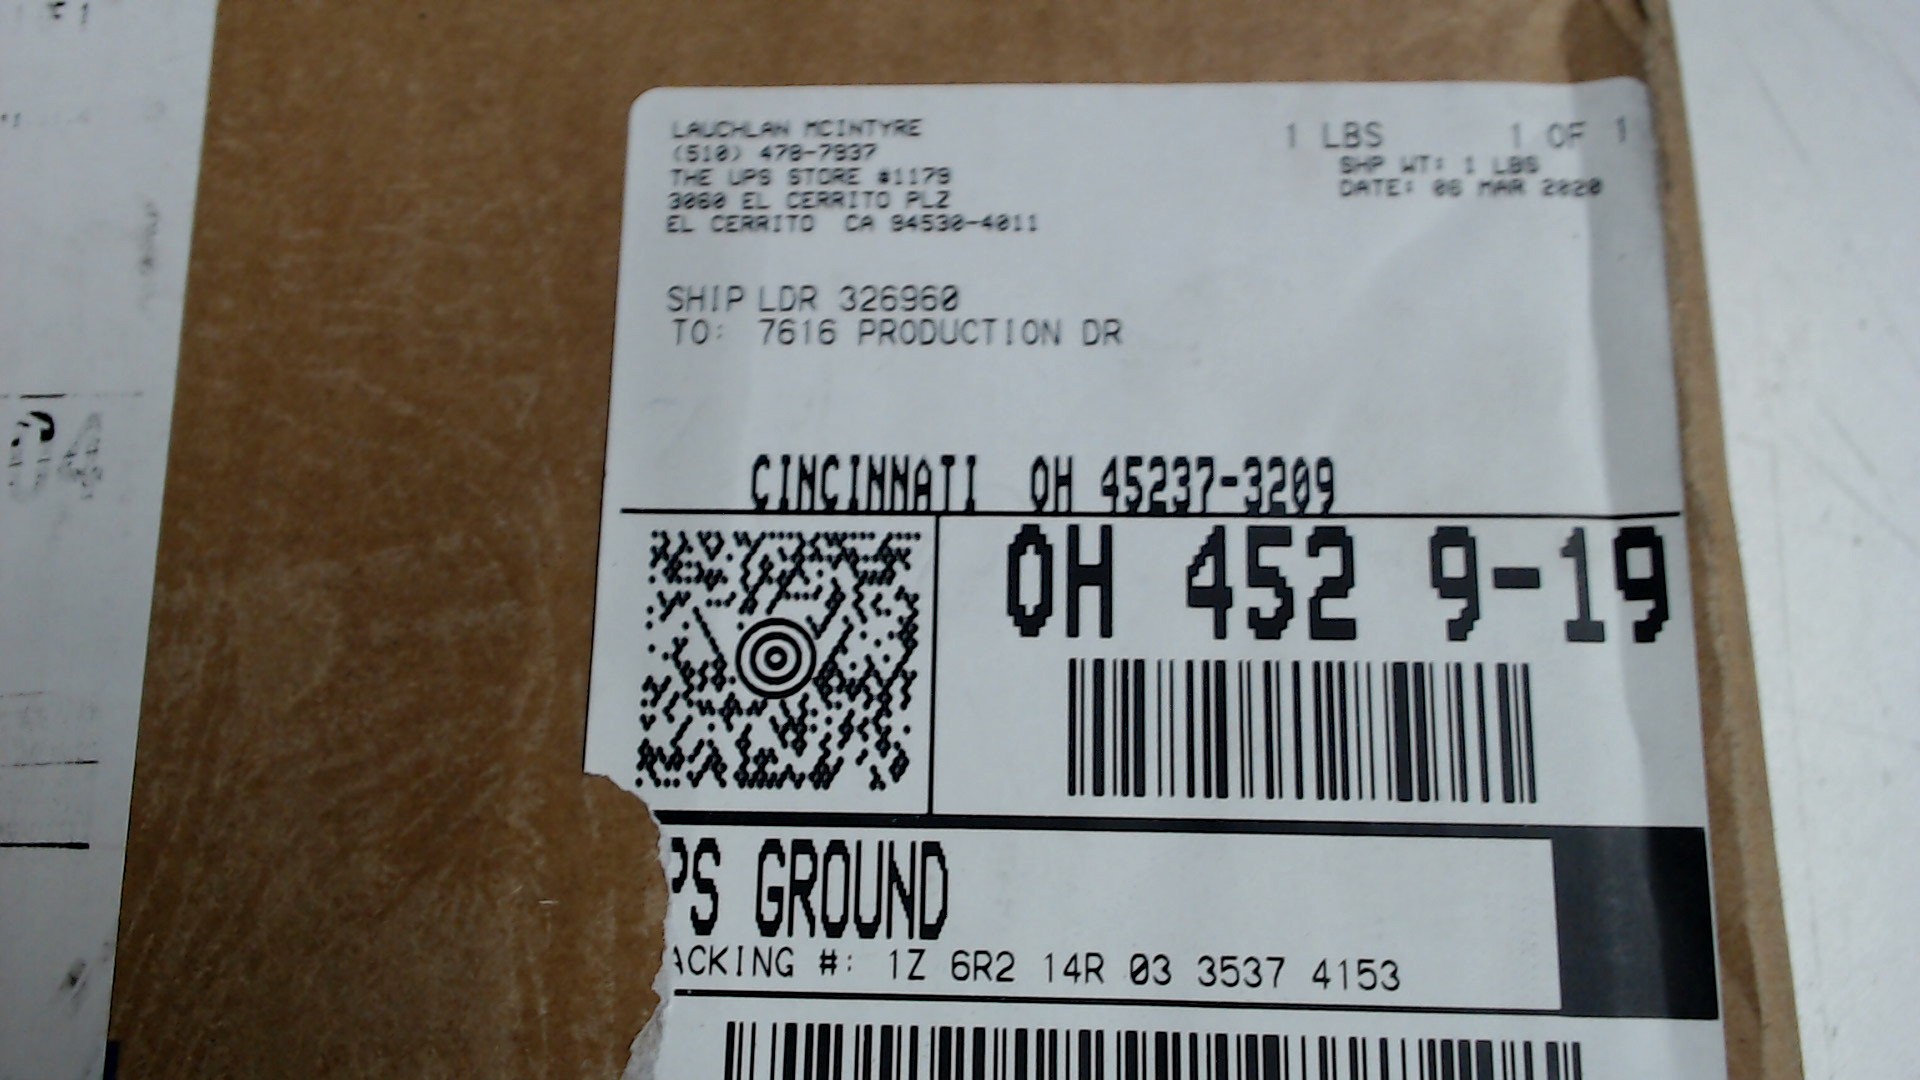 LAUCHLAN MCINTYRE
(510) 478-7937
THE UPS STORE #1179
3060 EL CERRITO PLZ
EL CERRITO CA 94530-4011
1 LBS 1 OF 1
SHP WT: 1 LBS
DATE: 06 MAR 2020
SHIP LDR 326960
TO: 7616 PRODUCTION DR
CINCINNATI OH 45237-3209
OH 452 9-19
PS GROUND
ACKING #: 1Z 6R2 14R 03 3537 4153